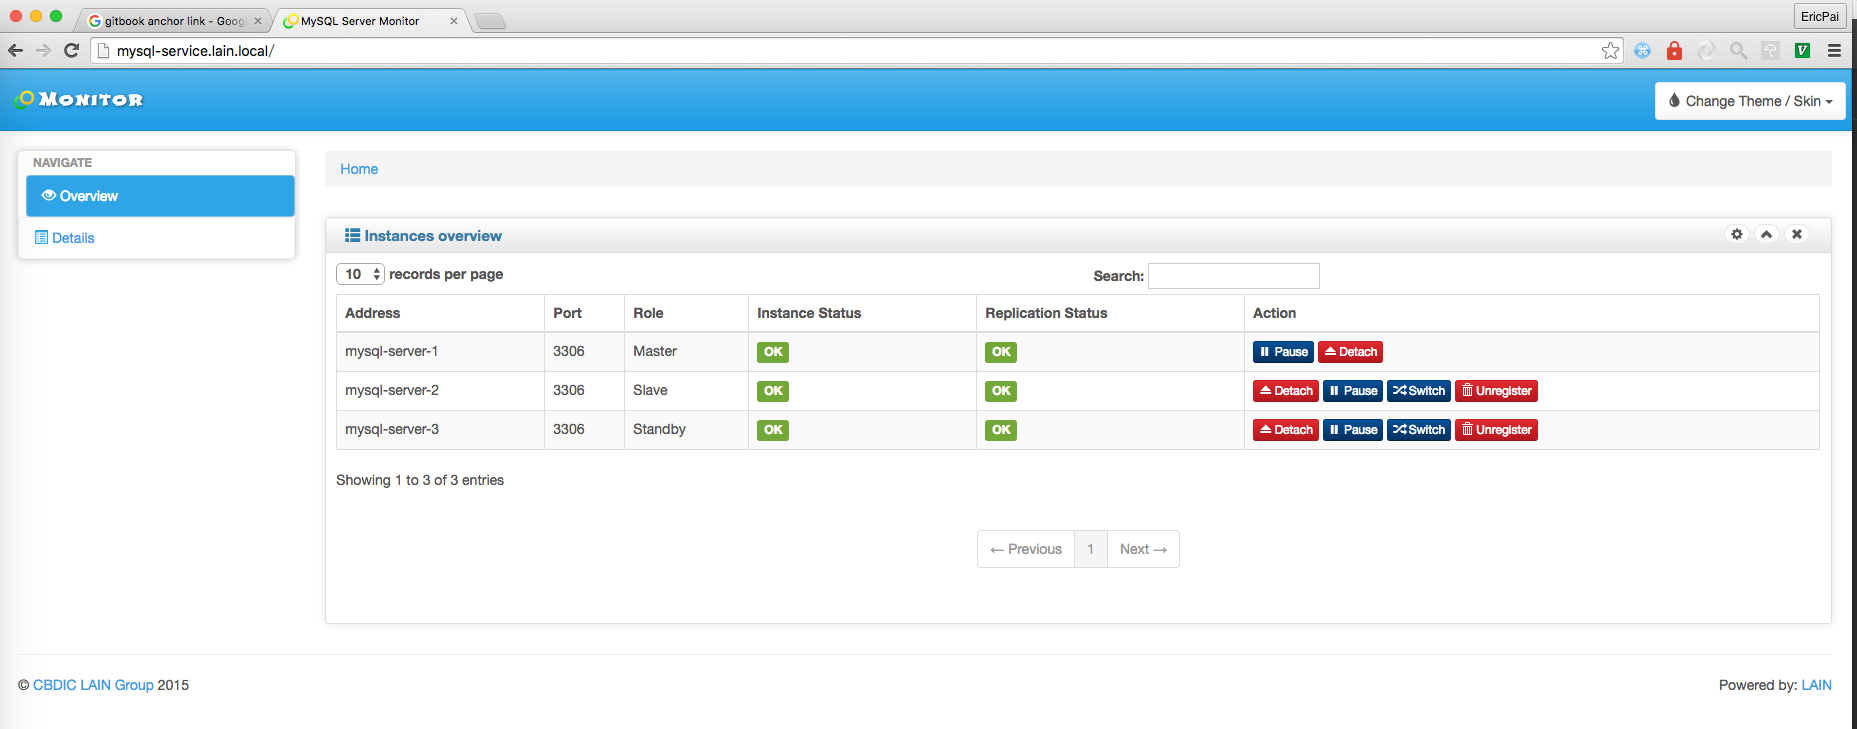 gitbook anchor link - Goog
MySQL Server Monitor
EricPai
mysql-service.lain.local/
MONITOR
Change Theme / Skin
NAVIGATE
Overview
Details
Home
Instances overview
10 records per page
Search:
Address Port Role Instance Status Replication Status Action
mysql-server-1 3306 Master OK OK Pause Detach
mysql-server-2 3306 Slave OK OK Detach Pause Switch Unregister
mysql-server-3 3306 Standby OK OK Detach Pause Switch Unregister
Showing 1 to 3 of 3 entries
← Previous 1 Next →
© CBDIC LAIN Group 2015
Powered by: LAIN